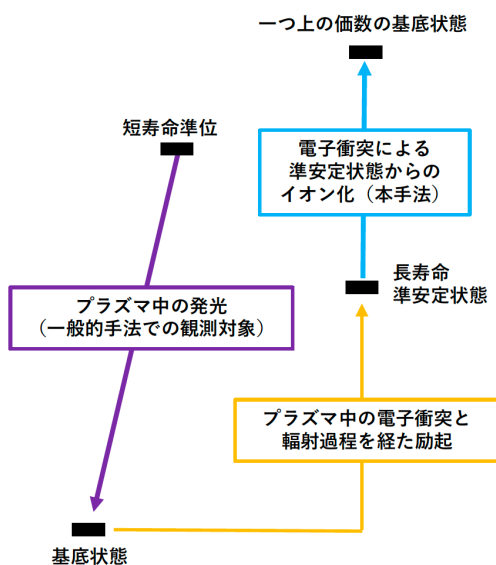 一つ上の価数の基底状態
短寿命準位
電子衝突による
準安定状態からの
イオン化（本手法）
長寿命
準安定状態
プラズマ中の発光
（一般的手法での観測対象）
プラズマ中の電子衝突と
輻射過程を経た励起
基底状態